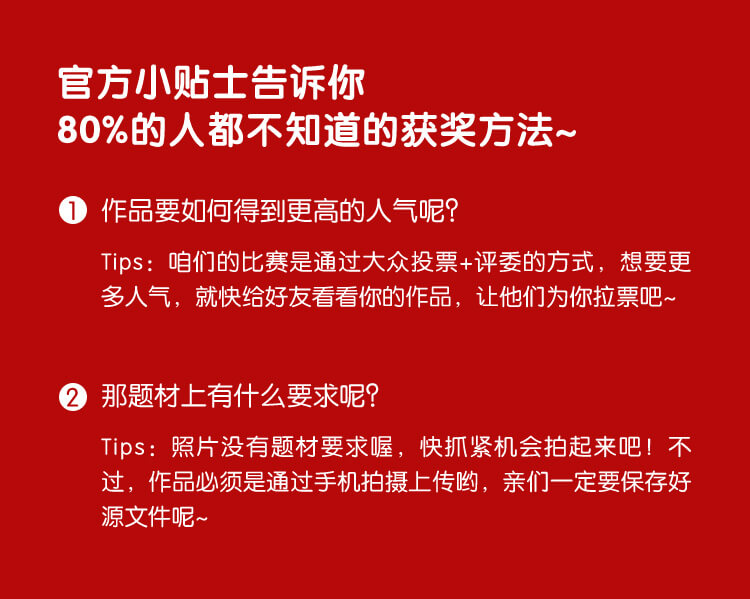 官方小贴士告诉你
80%的人都不知道的获奖方法~
1 作品要如何得到更高的人气呢?
Tips：咱们的比赛是通过大众投票+评委的方式，想要更
多人气，就快给好友看看你的作品，让他们为你拉票吧~
2 那题材上有什么要求呢?
Tips：照片没有题材要求喔，快抓紧机会拍起来吧！不
过，作品必须是通过手机拍摄上传哟，亲们一定要保存好
源文件呢~